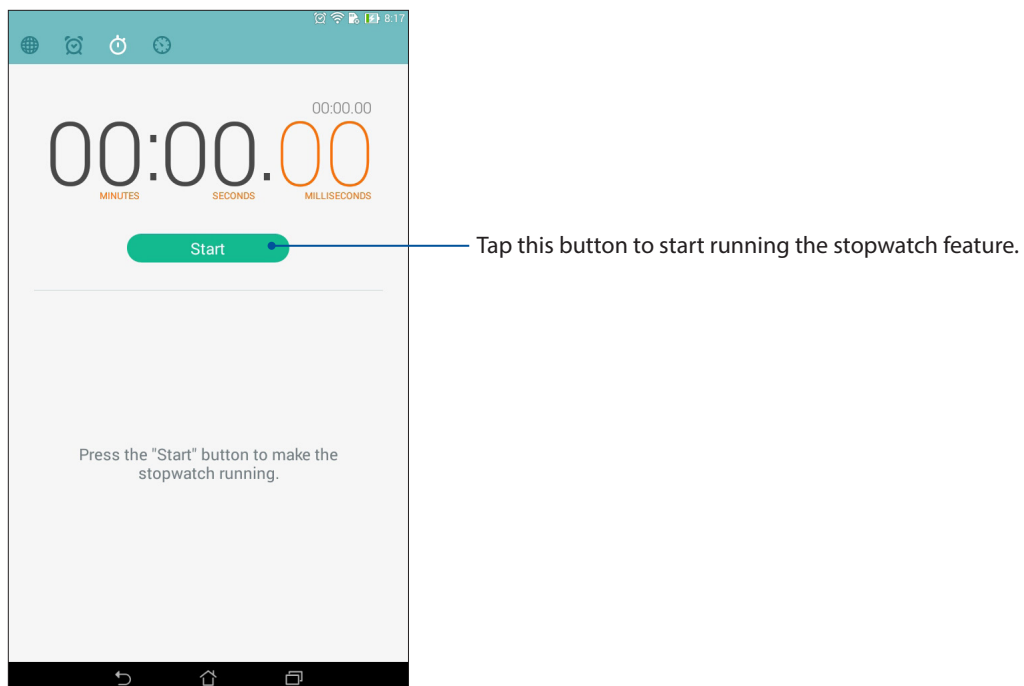 8:17
00:00.00
00:00.00
MINUTES SECONDS MILLISECONDS
Start
Tap this button to start running the stopwatch feature.
Press the "Start" button to make the
stopwatch running.